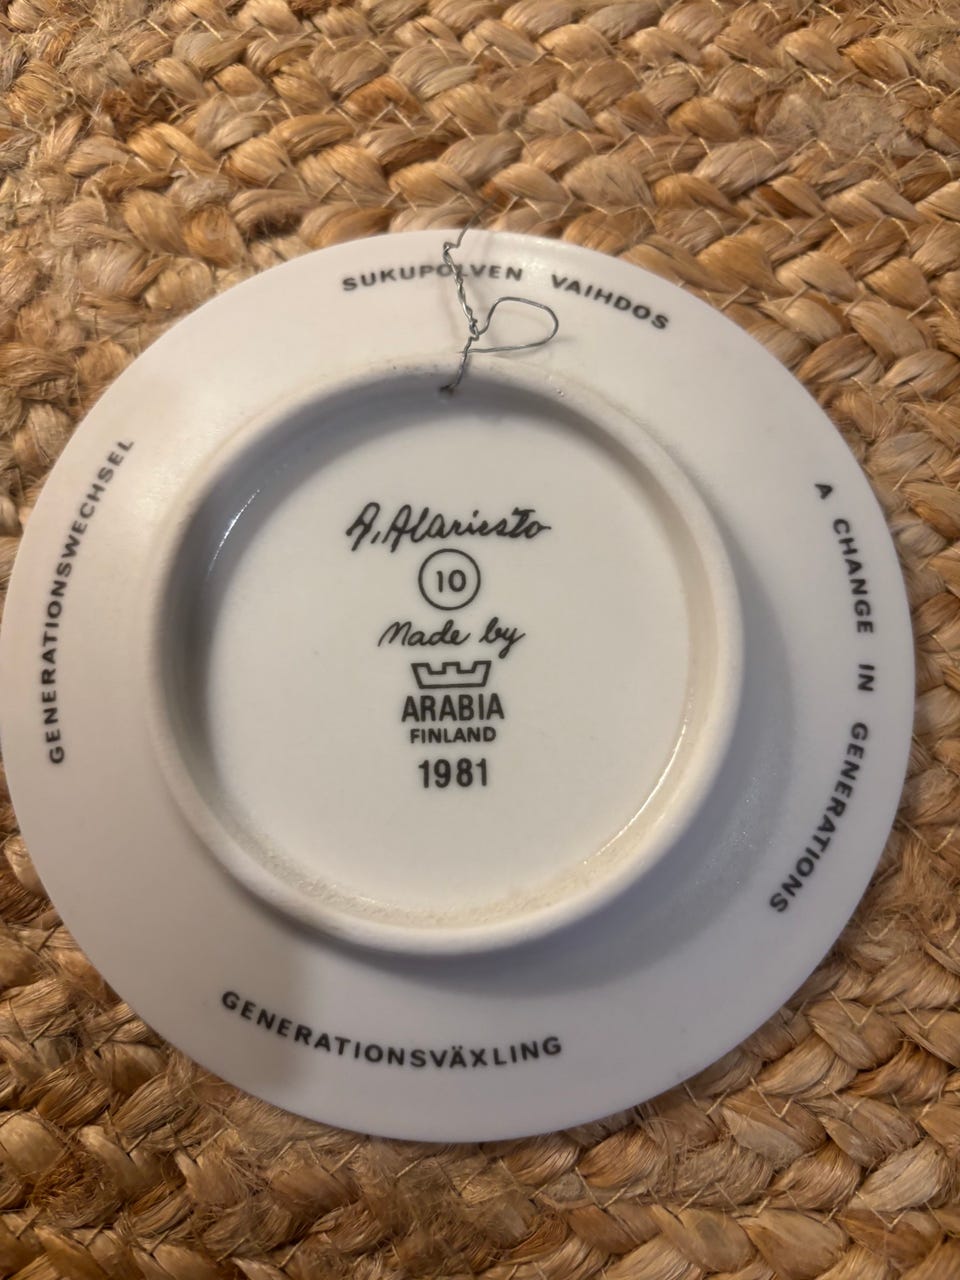 SUKUPOLVEN VAIHDOS
A CHANGE IN GENERATIONS
GENERATIONSVÄXLING
GENERATIONSWECHSEL
A. Alariesto
10
Made by
ARABIA
FINLAND
1981